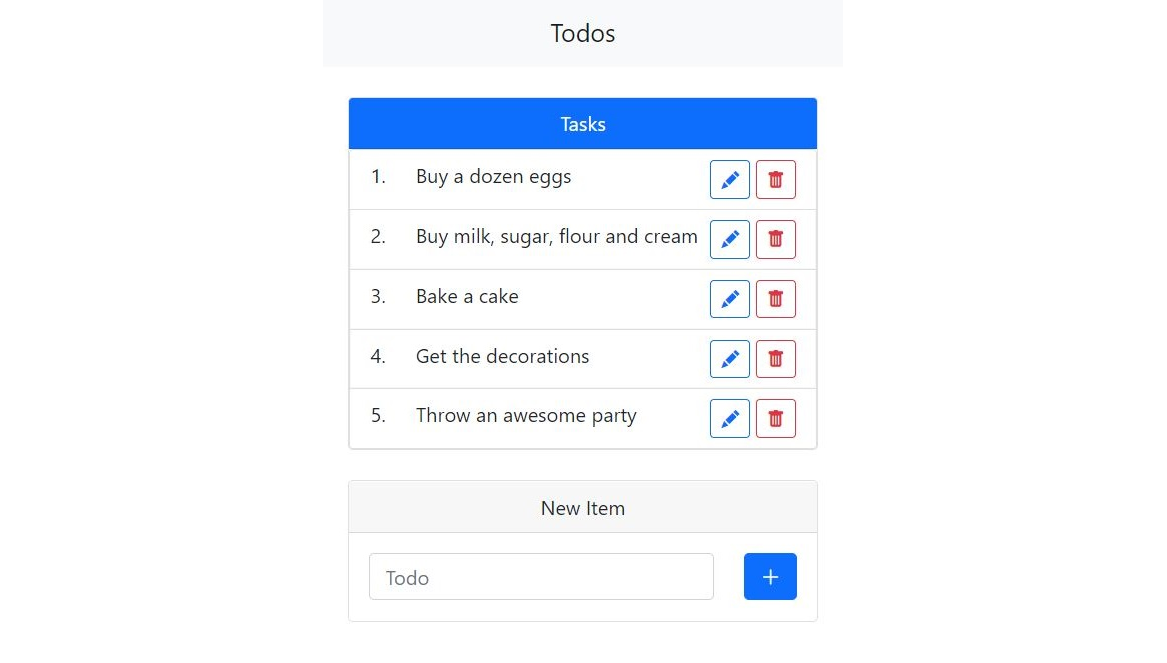 Todos
Tasks
1. Buy a dozen eggs
2. Buy milk, sugar, flour and cream
3. Bake a cake
4. Get the decorations
5. Throw an awesome party
New Item
Todo